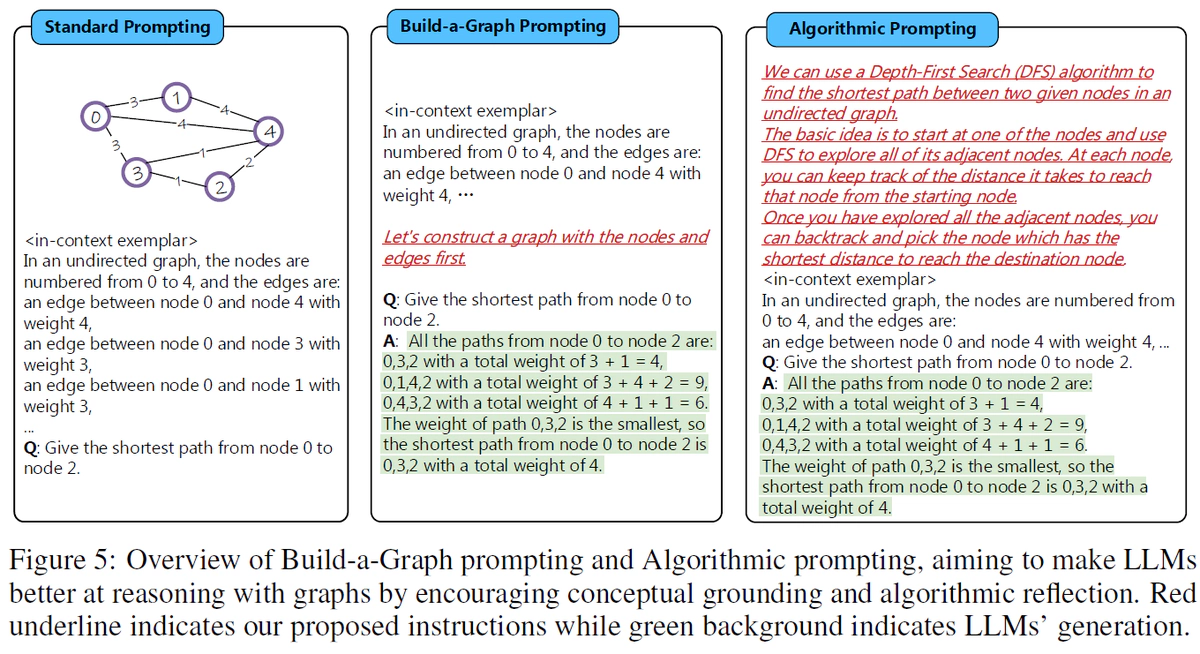 Standard Prompting
0
3
1
4
4
4
3
1
2
3
1
2
<in-context exemplar>
In an undirected graph, the nodes are
numbered from 0 to 4, and the edges are:
an edge between node 0 and node 4 with
weight 4,
an edge between node 0 and node 3 with
weight 3,
an edge between node 0 and node 1 with
weight 3,
...
Q: Give the shortest path from node 0 to
node 2.
Build-a-Graph Prompting
<in-context exemplar>
In an undirected graph, the nodes are
numbered from 0 to 4, and the edges are:
an edge between node 0 and node 4 with
weight 4, ⋯
Let's construct a graph with the nodes and
edges first.
Q: Give the shortest path from node 0 to
node 2.
A: All the paths from node 0 to node 2 are:
0,3,2 with a total weight of 3 + 1 = 4,
0,1,4,2 with a total weight of 3 + 4 + 2 = 9,
0,4,3,2 with a total weight of 4 + 1 + 1 = 6.
The weight of path 0,3,2 is the smallest, so
the shortest path from node 0 to node 2 is
0,3,2 with a total weight of 4.
Algorithmic Prompting
We can use a Depth-First Search (DFS) algorithm to
find the shortest path between two given nodes in an
undirected graph.
The basic idea is to start at one of the nodes and use
DFS to explore all of its adjacent nodes. At each node,
you can keep track of the distance it takes to reach
that node from the starting node.
Once you have explored all the adjacent nodes, you
can backtrack and pick the node which has the
shortest distance to reach the destination node.
<in-context exemplar>
In an undirected graph, the nodes are numbered from
0 to 4, and the edges are:
an edge between node 0 and node 4 with weight 4, ...
Q: Give the shortest path from node 0 to node 2.
A: All the paths from node 0 to node 2 are:
0,3,2 with a total weight of 3 + 1 = 4,
0,1,4,2 with a total weight of 3 + 4 + 2 = 9,
0,4,3,2 with a total weight of 4 + 1 + 1 = 6.
The weight of path 0,3,2 is the smallest, so the
shortest path from node 0 to node 2 is 0,3,2 with a
total weight of 4.
Figure 5: Overview of Build-a-Graph prompting and Algorithmic prompting, aiming to make LLMs
better at reasoning with graphs by encouraging conceptual grounding and algorithmic reflection. Red
underline indicates our proposed instructions while green background indicates LLMs' generation.